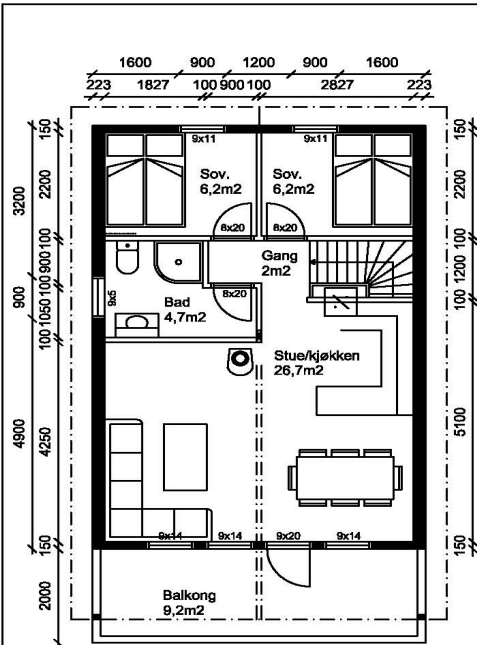 1600 900 1200 900 1600
223 1827 100 900 100 2827 223
150 2200 100 900 100 1050 100 4250 150
3200 900 4900 2000
150 2200 100 1200 100 5100 150
9x11 9x11
Sov. Sov.
6,2m2 6,2m2
8x20 8x20
Gang
2m2
9x5
8x20
Bad
4,7m2
Stue/kjøkken
26,7m2
9x14 9x14 9x20 9x14
Balkong
9,2m2